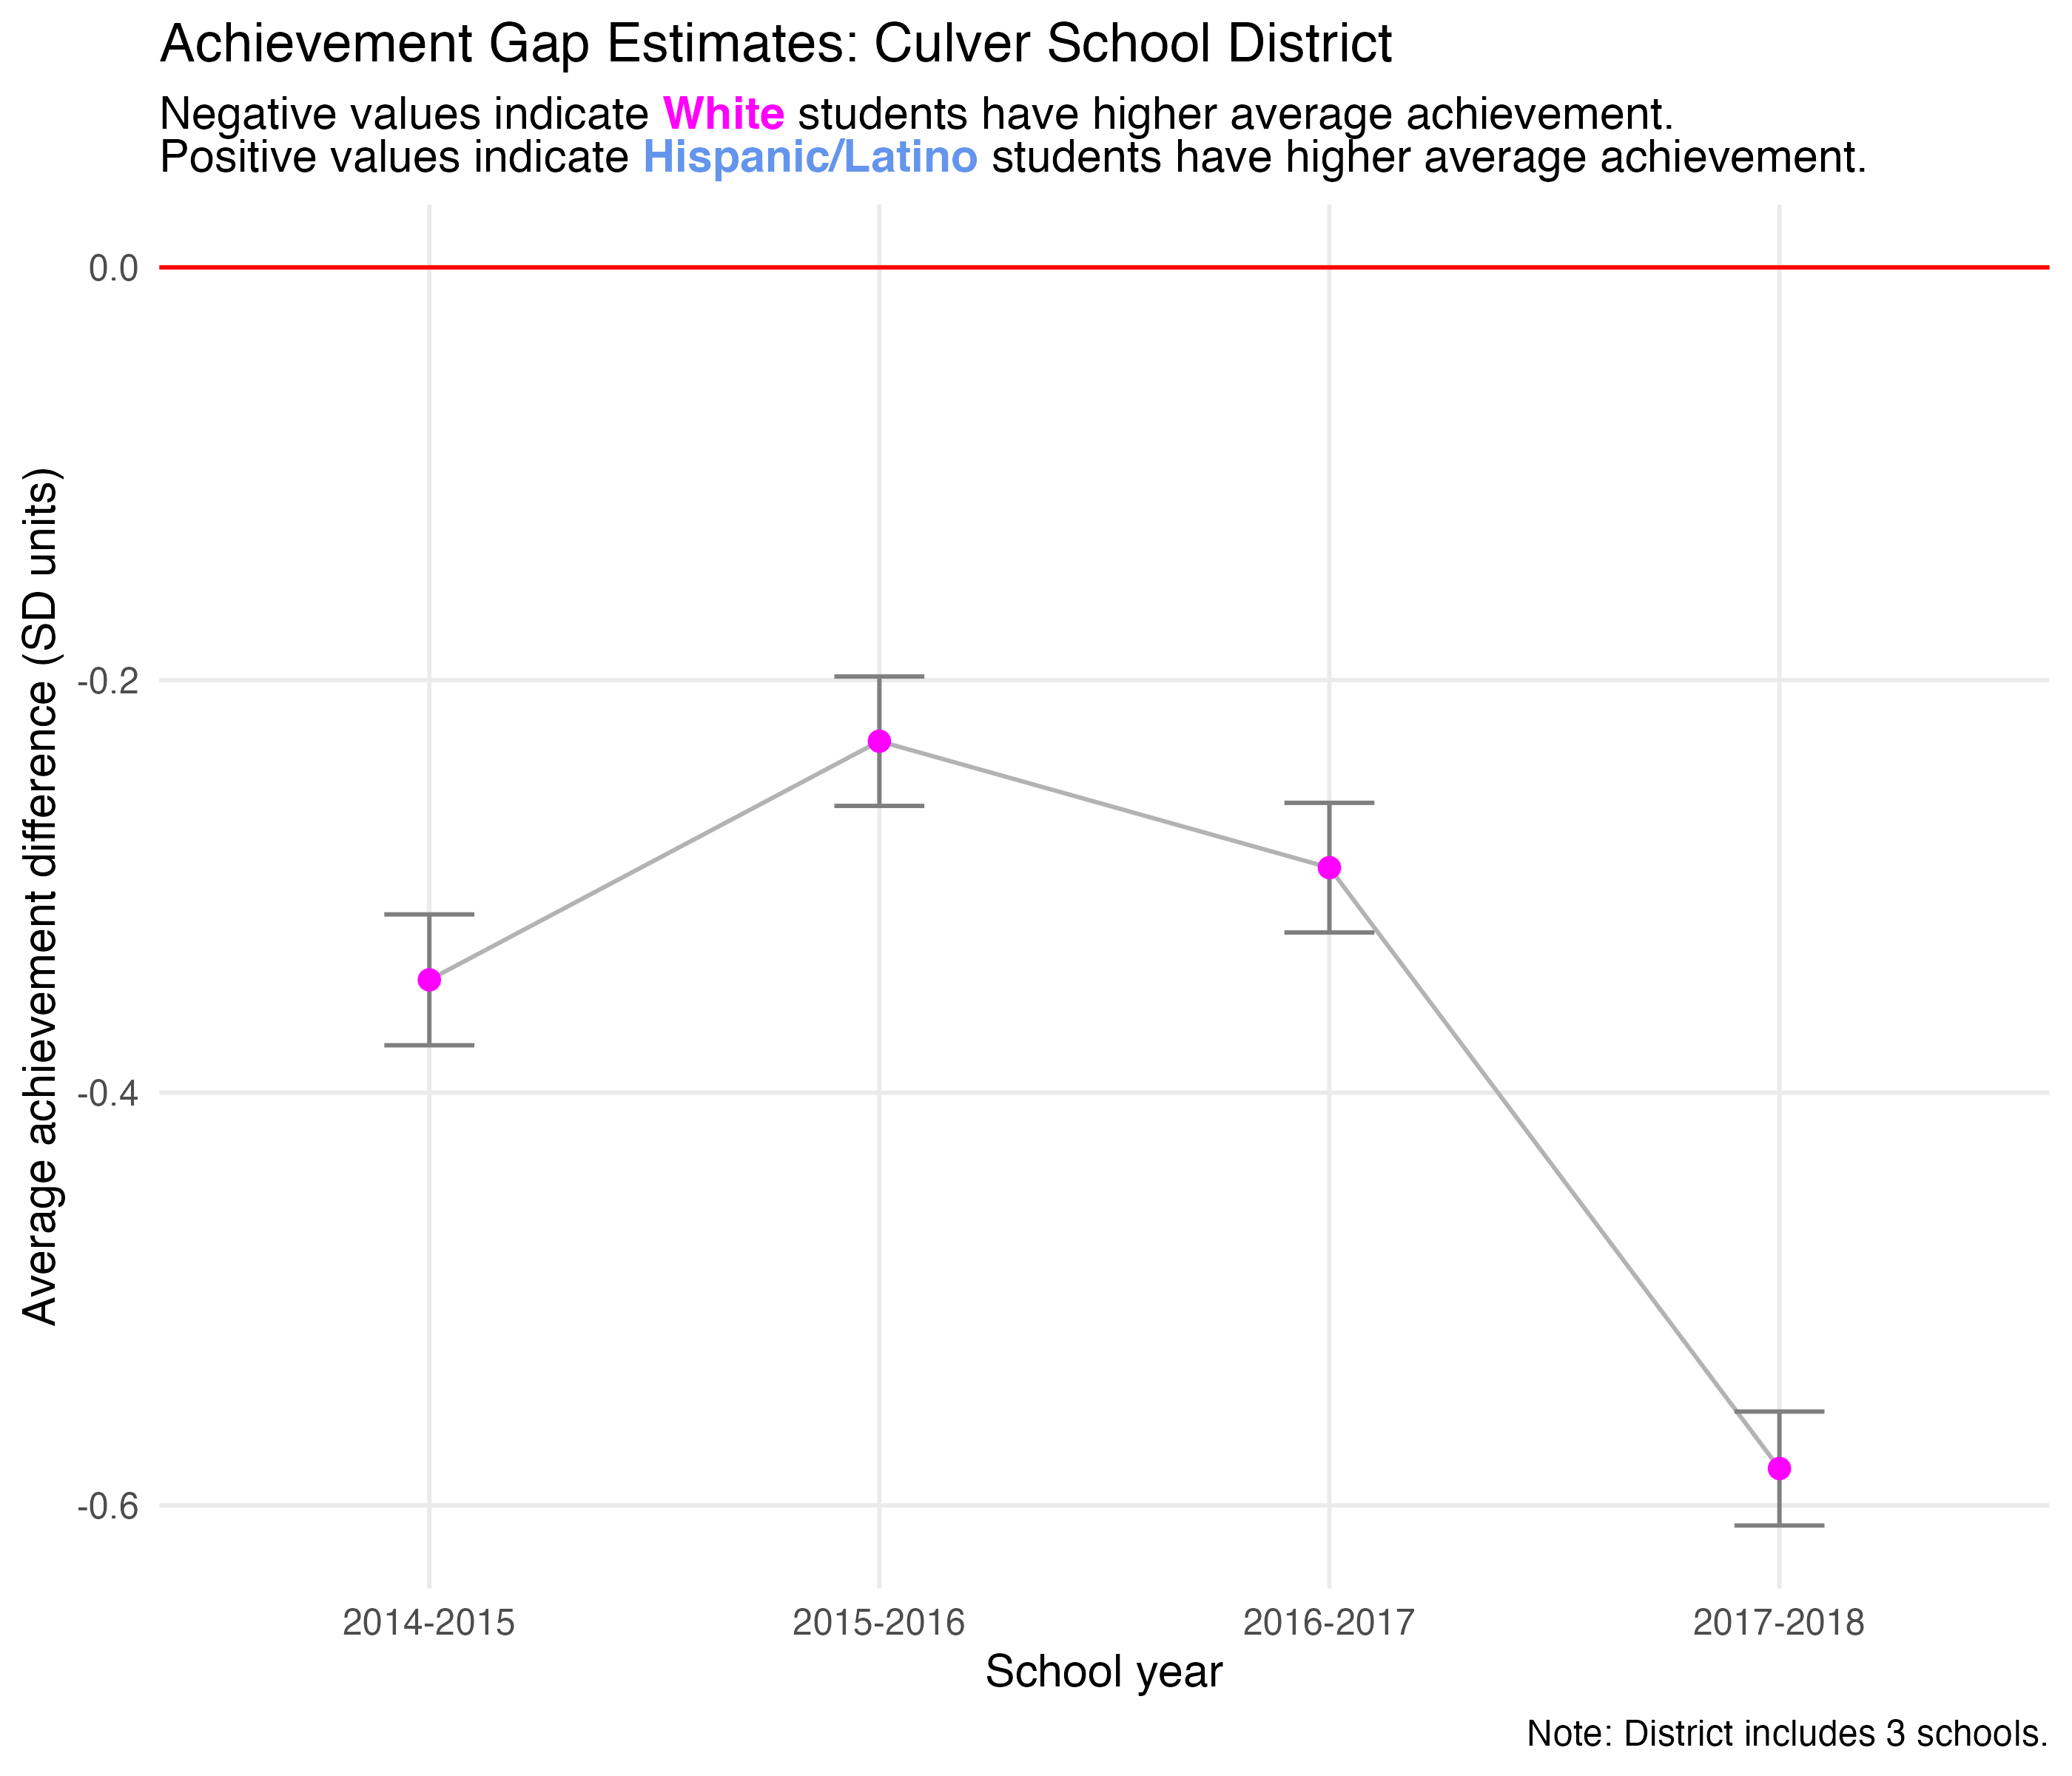 Achievement Gap Estimates: Culver School District
Negative values indicate White students have higher average achievement.
Positive values indicate Hispanic/Latino students have higher average achievement.
Average achievement difference (SD units)
0.0
-0.2
-0.4
-0.6
2014-2015
2015-2016
2016-2017
2017-2018
School year
Note: District includes 3 schools.